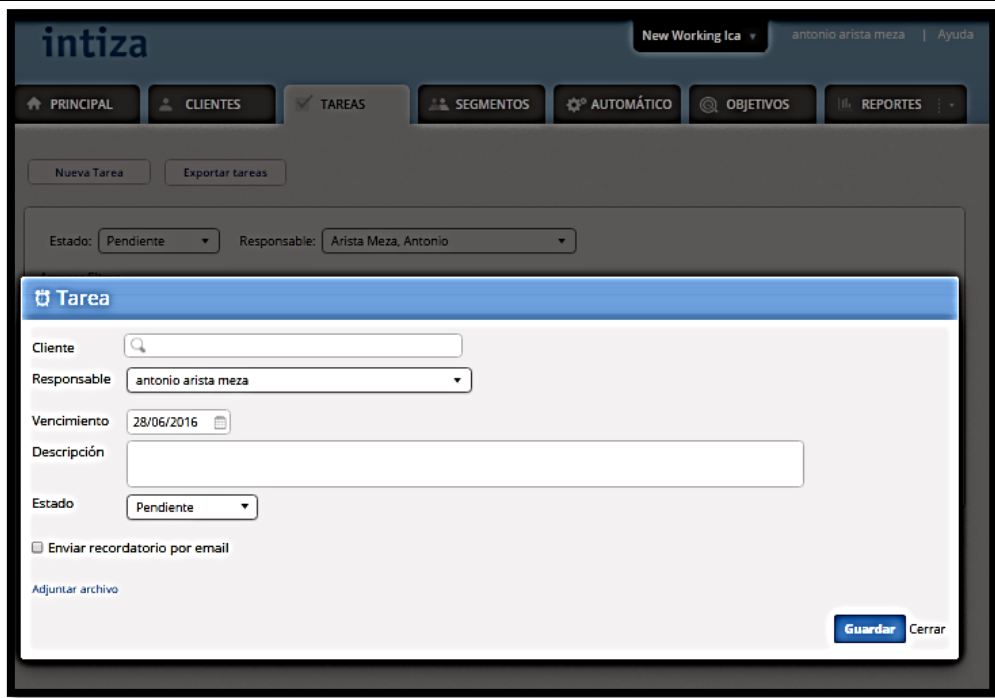 intiza
New Working Ica
antonio arista meza | Ayuda
PRINCIPAL
CLIENTES
TAREAS
SEGMENTOS
AUTOMÁTICO
OBJETIVOS
REPORTES
Nueva Tarea
Exportar tareas
Estado: Pendiente
Responsable: Arista Meza, Antonio
Tarea
Cliente
Responsable antonio arista meza
Vencimiento 28/06/2016
Descripción
Estado Pendiente
Enviar recordatorio por email
Adjuntar archivo
Guardar Cerrar